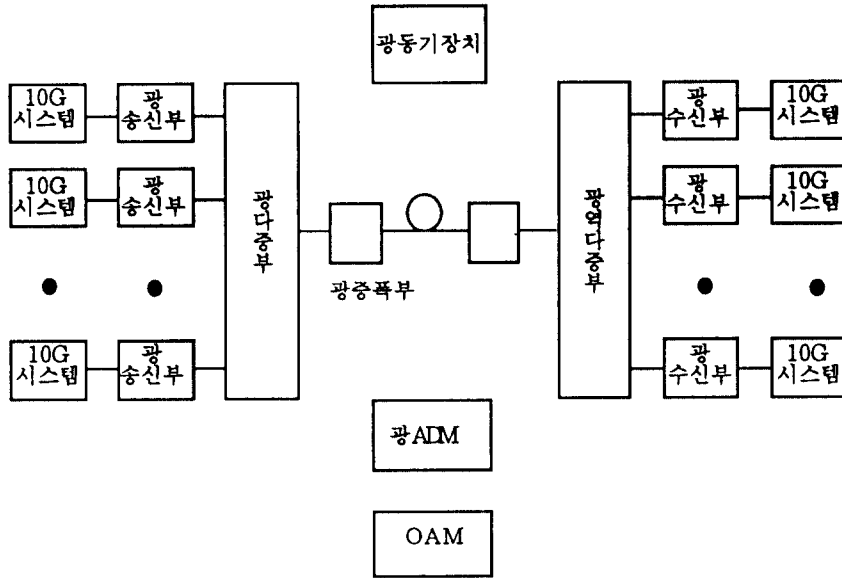 광동기장치
10G
시스템
광
송신부
10G
시스템
광
송신부
10G
시스템
광
송신부
광다중부
광증폭부
광역다중부
광
수신부
10G
시스템
광
수신부
10G
시스템
광
수신부
10G
시스템
광ADM
OAM